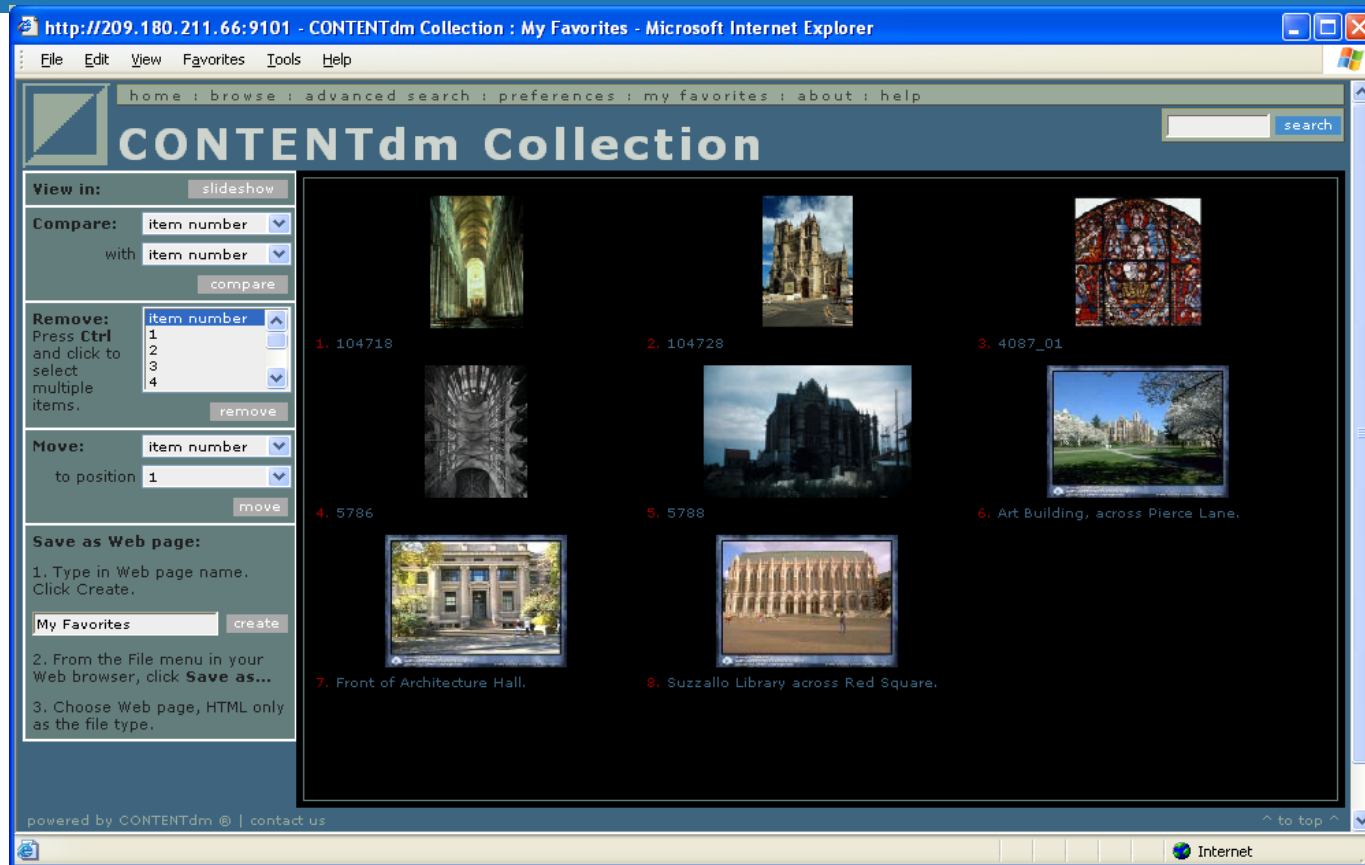 http://209.180.211.66:9101 - CONTENTdm Collection : My Favorites - Microsoft Internet Explorer
File Edit View Favorites Tools Help
home : browse : advanced search : preferences : my favorites : about : help
CONTENTdm Collection
search
View in: slideshow
Compare: item number
with item number
compare
Remove:
Press Ctrl
and click to
select
multiple
items.
item number
1
2
3
4
remove
Move: item number
to position 1
move
Save as Web page:
1. Type in Web page name.
Click Create.
My Favorites create
2. From the File menu in your
Web browser, click Save as...
3. Choose Web page, HTML only
as the file type.
1. 104718
2. 104728
3. 4087_01
4. 5786
5. 5788
6. Art Building, across Pierce Lane.
7. Front of Architecture Hall.
8. Suzzallo Library across Red Square.
powered by CONTENTdm ® | contact us
^ to top ^
Internet